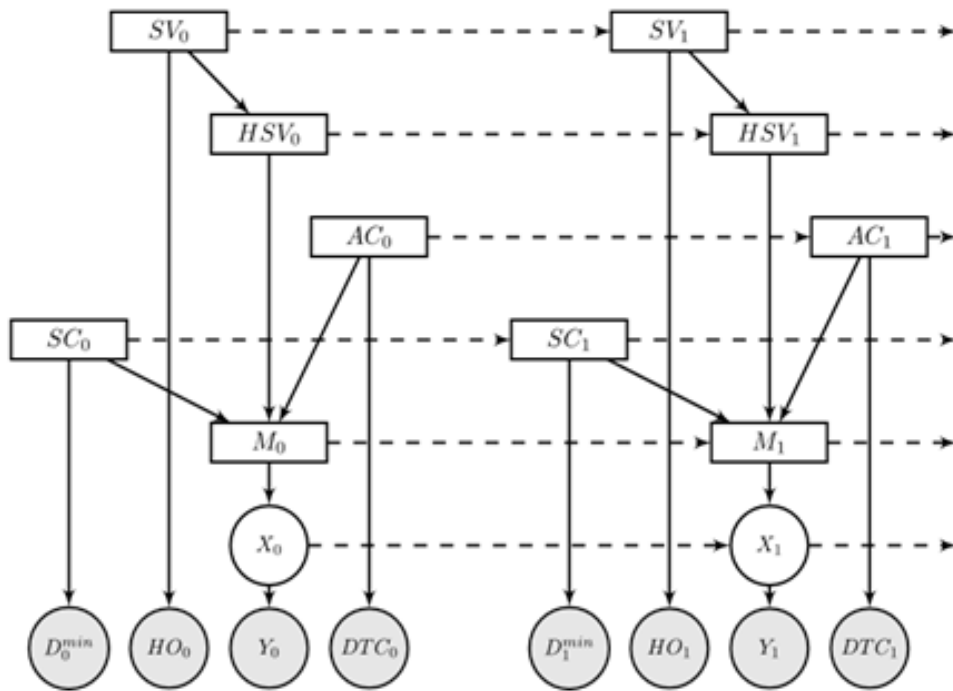 SV₀ SV₁
HSV₀ HSV₁
AC₀ AC₁
SC₀ SC₁
M₀ M₁
X₀ X₁
D₀ᵐⁱⁿ HO₀ Y₀ DTC₀ D₁ᵐⁱⁿ HO₁ Y₁ DTC₁